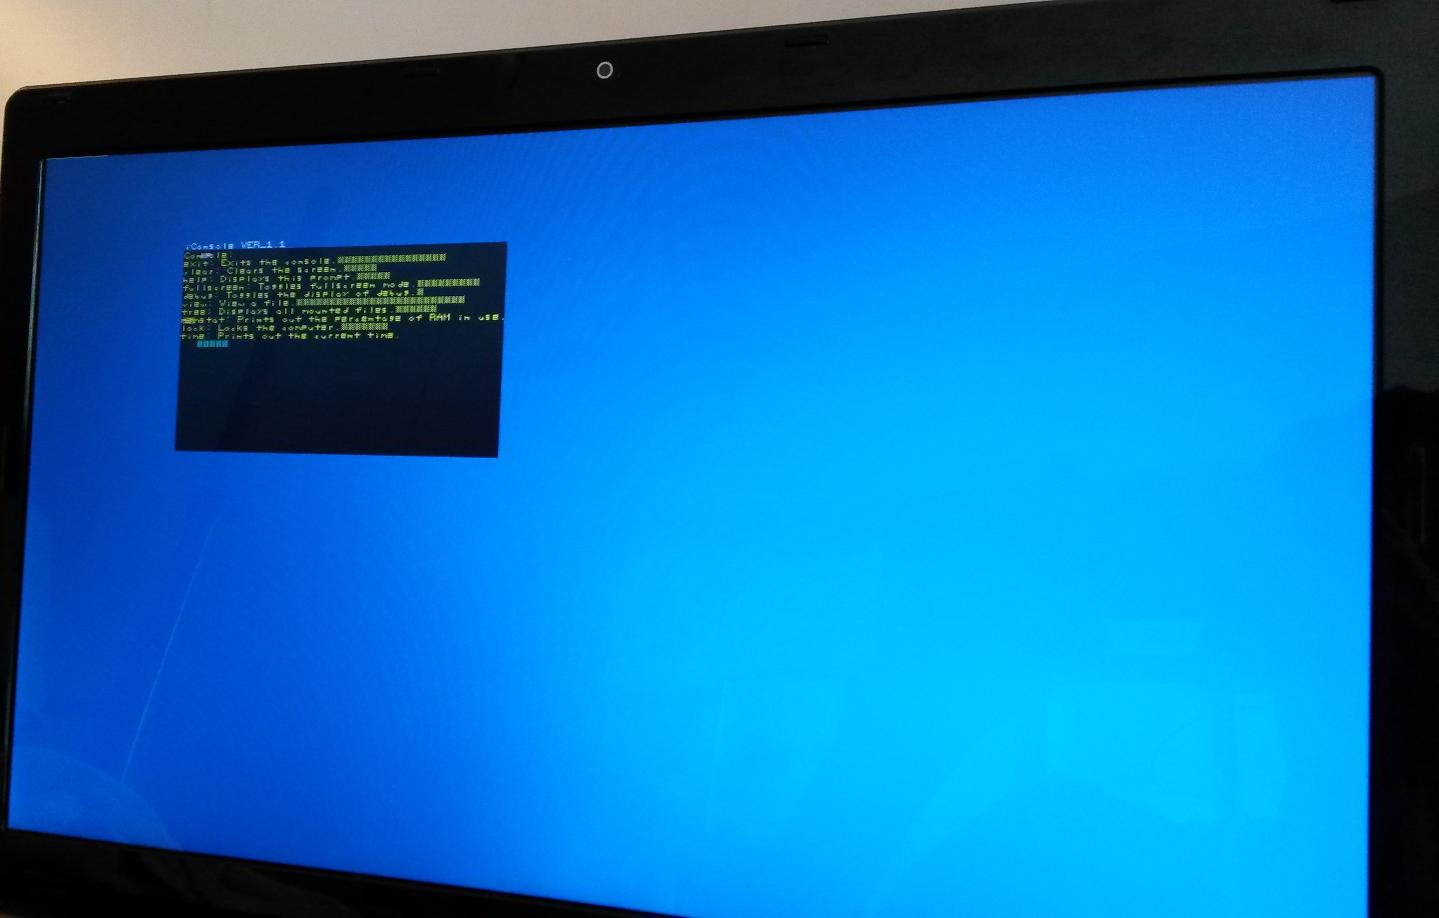 iConsole VER_1.1
Console:
exit: Exits the console.
clear: Clears the screen.
help: Displays this prompt.
fullscreen: Toggles fullscreen mode.
debug: Toggles the display of debug.
view: View a file.
tree: Displays all mounted files.
memstat: Prints out the percentage of RAM in use.
lock: Locks the computer.
time: Prints out the current time.